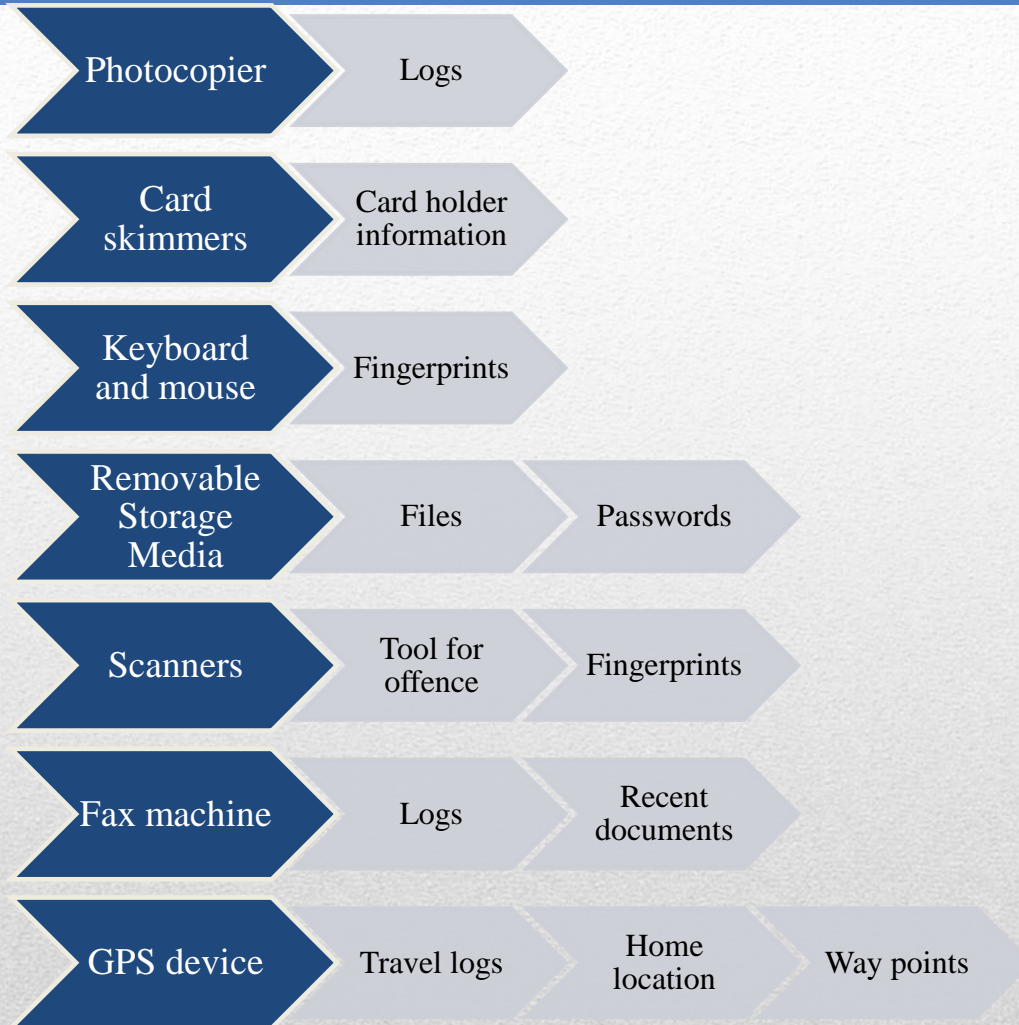 Photocopier
Logs
Card
skimmers
Card holder
information
Keyboard
and mouse
Fingerprints
Removable
Storage
Media
Files
Passwords
Scanners
Tool for
offence
Fingerprints
Fax machine
Logs
Recent
documents
GPS device
Travel logs
Home
location
Way points